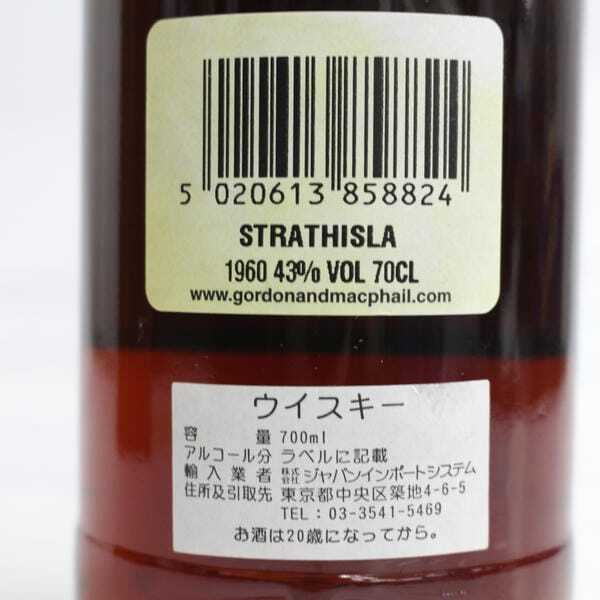 5 020613 858824
STRATHISLA
1960 43% VOL 70CL
www.gordonandmacphail.com
ウイスキー
容量 700ml
アルコール分 ラベルに記載
輸入業者 株式会社ジャパンインポートシステム
住所及引取先 東京都中央区築地4-6-5
TEL：03-3541-5469
お酒は20歳になってから。